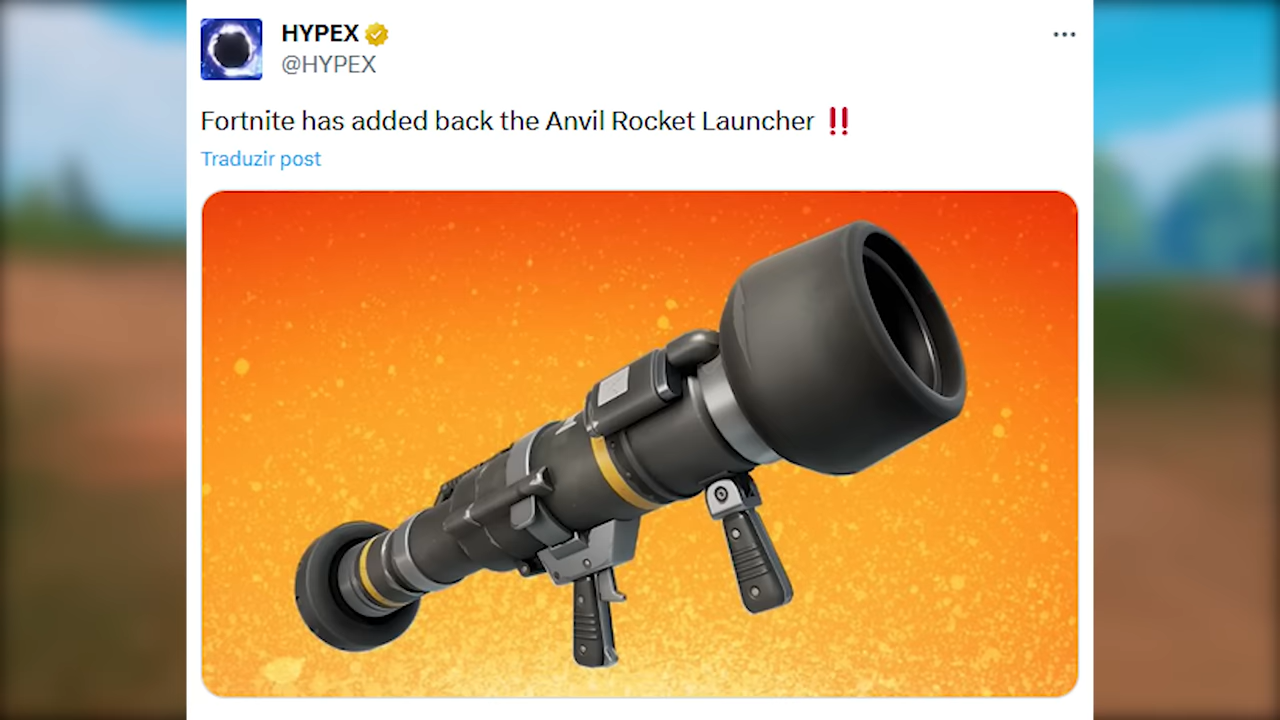 HYPEX
@HYPEX
Fortnite has added back the Anvil Rocket Launcher ‼️
Traduzir post